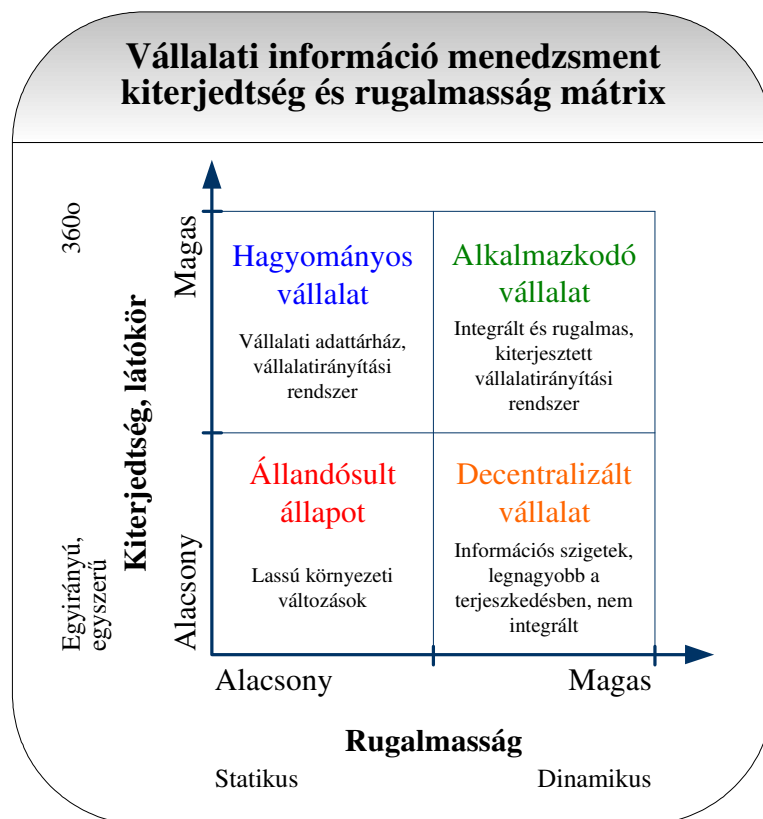 Vállalati információ menedzsment
kiterjedtség és rugalmasság mátrix
360o
Magas
Kiterjedtség, látókör
Egyirányú,
egyszerű
Alacsony
Hagyományos
vállalat
Vállalati adattárház,
vállalatirányítási
rendszer
Alkalmazkodó
vállalat
Integrált és rugalmas,
kiterjesztett
vállalatirányítási
rendszer
Állandósult
állapot
Lassú környezeti
változások
Decentralizált
vállalat
Információs szigetek,
legnagyobb a
terjeszkedésben, nem
integrált
Alacsony
Magas
Rugalmasság
Statikus
Dinamikus